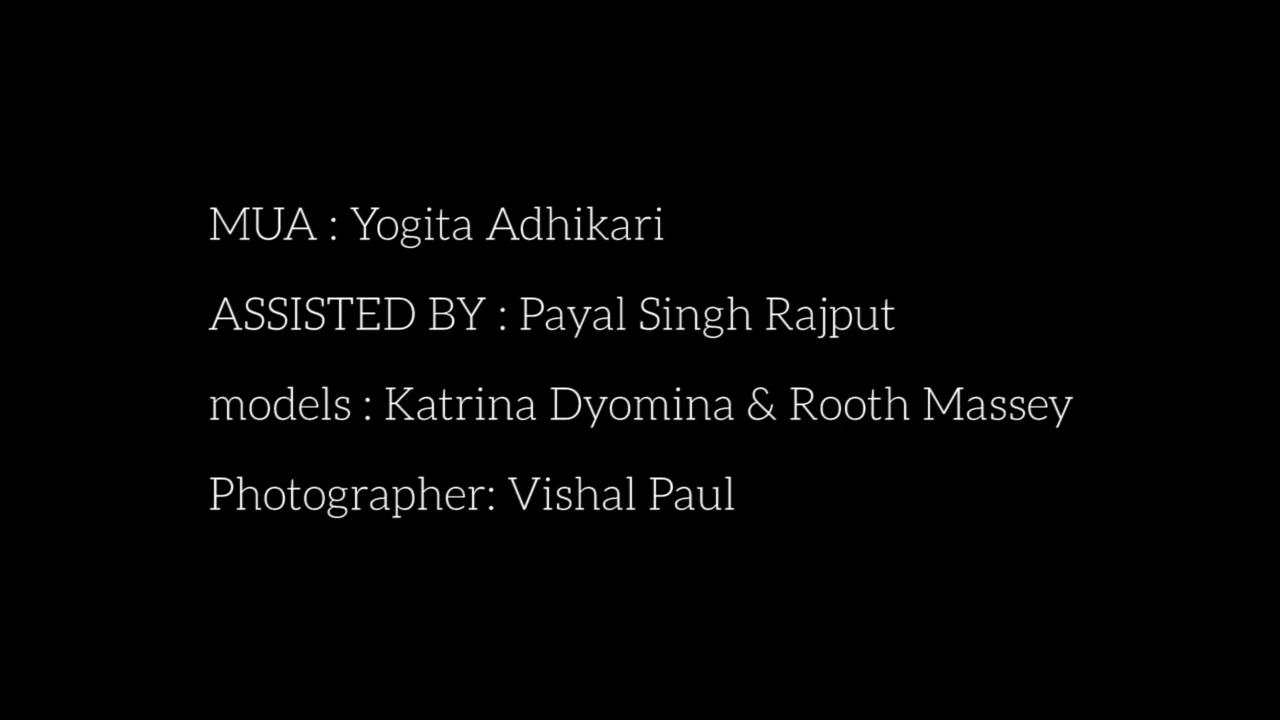 MUA : Yogita Adhikari
ASSISTED BY : Payal Singh Rajput
models : Katrina Dyomina & Rooth Massey
Photographer: Vishal Paul